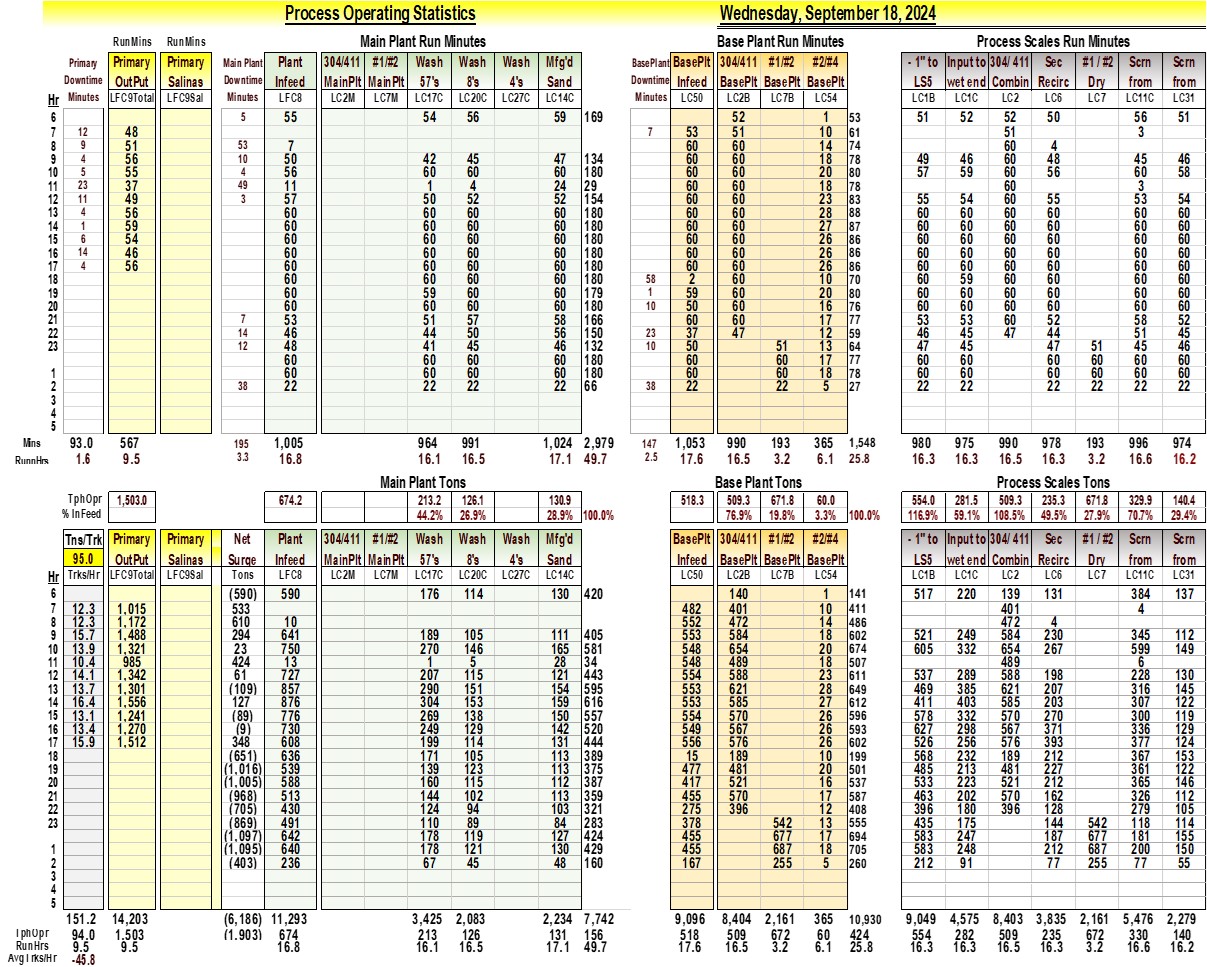 Process Operating Statistics Wednesday, September 18, 2024
RunMins RunMins Main Plant Run Minutes Base Plant Run Minutes Process Scales Run Minutes
Primary Primary Primary Main Plant Plant 304/411 #1/#2 Wash Wash Wash Mfg'd BasePlant BasePlt 304/411 #1/#2 #2/#4 - 1" to Input to 304/ 411 Sec #1 / #2 Scrn Scrn
Downtime OutPut Salinas Downtime Infeed MainPlt MainPlt 57's 8's 4's Sand Downtime Infeed BasePlt BasePlt BasePlt LS5 wet end Combin Recirc Dry from from
Hr Minutes LFC9Total LFC9Sal Minutes LFC8 LC2M LC7M LC17C LC20C LC27C LC14C Minutes LC50 LC2B LC7B LC54 LC1B LC1C LC2 LC6 LC7 LC11C LC31
6 5 55 54 56 59 169 52 1 53 51 52 52 50 56 51
7 12 48 7 53 51 10 61 51 3
8 9 51 53 7 60 60 14 74 60 4
9 4 56 10 50 42 45 47 134 60 60 18 78 49 46 60 48 45 46
10 5 55 4 56 60 60 60 180 60 60 20 80 57 59 60 56 60 58
11 23 37 49 11 1 4 24 29 60 60 18 78 60 3
12 11 49 3 57 50 52 52 154 60 60 23 83 55 54 60 55 53 54
13 4 56 60 60 60 60 180 60 60 28 88 60 60 60 60 60 60
14 1 59 60 60 60 60 180 60 60 27 87 60 60 60 60 60 60
15 6 54 60 60 60 60 180 60 60 26 86 60 60 60 60 60 60
16 14 46 60 60 60 60 180 60 60 26 86 60 60 60 60 60 60
17 4 56 60 60 60 60 180 60 60 26 86 60 60 60 60 60 60
18 60 60 60 60 180 58 2 60 10 70 60 59 60 60 60 60
19 60 59 60 60 179 1 59 60 20 80 60 60 60 60 60 60
20 60 60 60 60 180 10 50 60 16 76 60 60 60 60 60 60
21 7 53 51 57 58 166 60 60 17 77 53 53 60 52 58 52
22 14 46 44 50 56 150 23 37 47 12 59 46 45 47 44 51 45
23 12 48 41 45 46 132 10 50 51 13 64 47 45 47 51 45 46
60 60 60 60 180 60 60 17 77 60 60 60 60 60 60
1 60 60 60 60 180 60 60 18 78 60 60 60 60 60 60
2 38 22 22 22 22 66 38 22 22 5 27 22 22 22 22 22 22
3
4
5
Mins 93.0 567 195 1,005 964 991 1,024 2,979 147 1,053 990 193 365 1,548 980 975 990 978 193 996 974
RunnHrs 1.6 9.5 3.3 16.8 16.1 16.5 17.1 49.7 2.5 17.6 16.5 3.2 6.1 25.8 16.3 16.3 16.5 16.3 3.2 16.6 16.2
Main Plant Tons Base Plant Tons Process Scales Tons
TphOpr 1,503.0 674.2 213.2 126.1 130.9 518.3 509.3 671.8 60.0 554.0 281.5 509.3 235.3 671.8 329.9 140.4
% InFeed 44.2% 26.9% 28.9% 100.0% 76.9% 19.8% 3.3% 100.0% 116.9% 59.1% 108.5% 49.5% 27.9% 70.7% 29.4%
Tns/Trk Primary Primary Net Plant 304/411 #1/#2 Wash Wash Wash Mfg'd BasePlt 304/411 #1/#2 #2/#4 - 1" to Input to 304/ 411 Sec #1 / #2 Scrn Scrn
95.0 OutPut Salinas Surge Infeed MainPlt MainPlt 57's 8's 4's Sand Infeed BasePlt BasePlt BasePlt LS5 wet end Combin Recirc Dry from from
Hr Trks/Hr LFC9Total LFC9Sal Tons LFC8 LC2M LC7M LC17C LC20C LC27C LC14C LC50 LC2B LC7B LC54 LC1B LC1C LC2 LC6 LC7 LC11C LC31
6 (590) 590 176 114 130 420 140 1 141 517 220 139 131 384 137
7 12.3 1,015 533 482 401 10 411 401 4
8 12.3 1,172 610 10 552 472 14 486 472 4
9 15.7 1,488 294 641 189 105 111 405 553 584 18 602 521 249 584 230 345 112
10 13.9 1,321 23 750 270 146 165 581 548 654 20 674 605 332 654 267 599 149
11 10.4 985 424 13 1 5 28 34 548 489 18 507 489 6
12 14.1 1,342 61 727 207 115 121 443 554 588 23 611 537 289 588 198 228 130
13 13.7 1,301 (109) 857 290 151 154 595 553 621 28 649 469 385 621 207 316 145
14 16.4 1,556 127 876 304 153 159 616 553 585 27 612 411 403 585 203 307 122
15 13.1 1,241 (89) 776 269 138 150 557 554 570 26 596 578 332 570 270 300 119
16 13.4 1,270 (9) 730 249 129 142 520 549 567 26 593 627 298 567 371 336 129
17 15.9 1,512 348 608 199 114 131 444 556 576 26 602 526 256 576 393 377 124
18 (651) 636 171 105 113 389 15 189 10 199 568 232 189 212 367 153
19 (1,016) 539 139 123 113 375 477 481 20 501 485 213 481 227 361 122
20 (1,005) 588 160 115 112 387 417 521 16 537 533 223 521 212 365 146
21 (968) 513 144 102 113 359 455 570 17 587 463 202 570 162 326 112
22 (705) 430 124 94 103 321 275 396 12 408 396 180 396 128 279 105
23 (869) 491 110 89 84 283 378 542 13 555 435 175 144 542 118 114
(1,097) 642 178 119 127 424 455 677 17 694 583 247 187 677 181 155
1 (1,095) 640 178 121 130 429 455 687 18 705 583 248 212 687 200 150
2 (403) 236 67 45 48 160 167 255 5 260 212 91 77 255 77 55
3
4
5
151.2 14,203 (6,186) 11,293 3,425 2,083 2,234 7,742 9,096 8,404 2,161 365 10,930 9,049 4,575 8,403 3,835 2,161 5,476 2,279
TphOpr 94.0 1,503 (1,903) 674 213 126 131 156 518 509 672 60 424 554 282 509 235 672 330 140
RunHrs 9.5 9.5 16.8 16.1 16.5 17.1 49.7 17.6 16.5 3.2 6.1 25.8 16.3 16.3 16.5 16.3 3.2 16.6 16.2
AvgTrks/Hr -45.8